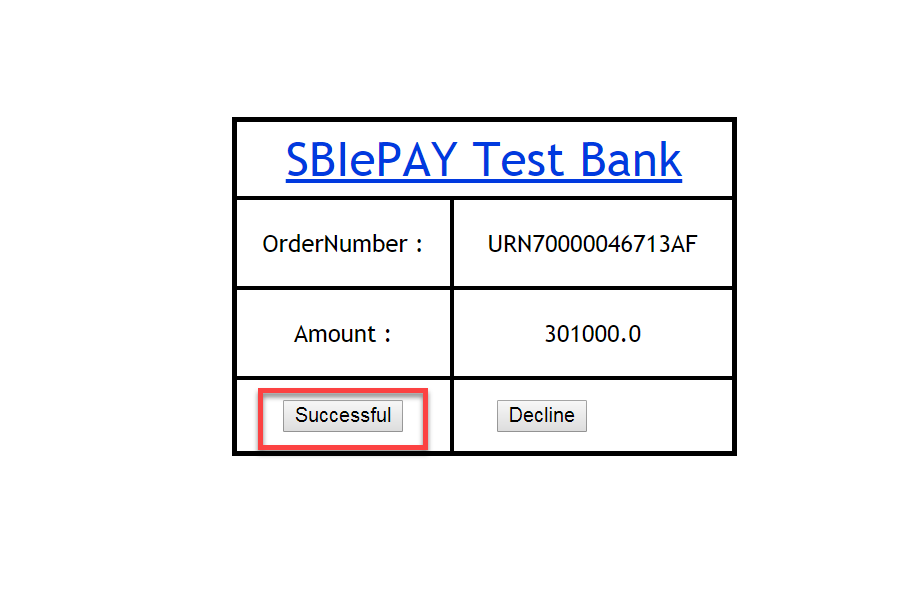 SBIePAY Test Bank
OrderNumber : URN70000046713AF
Amount : 301000.0
Successful Decline